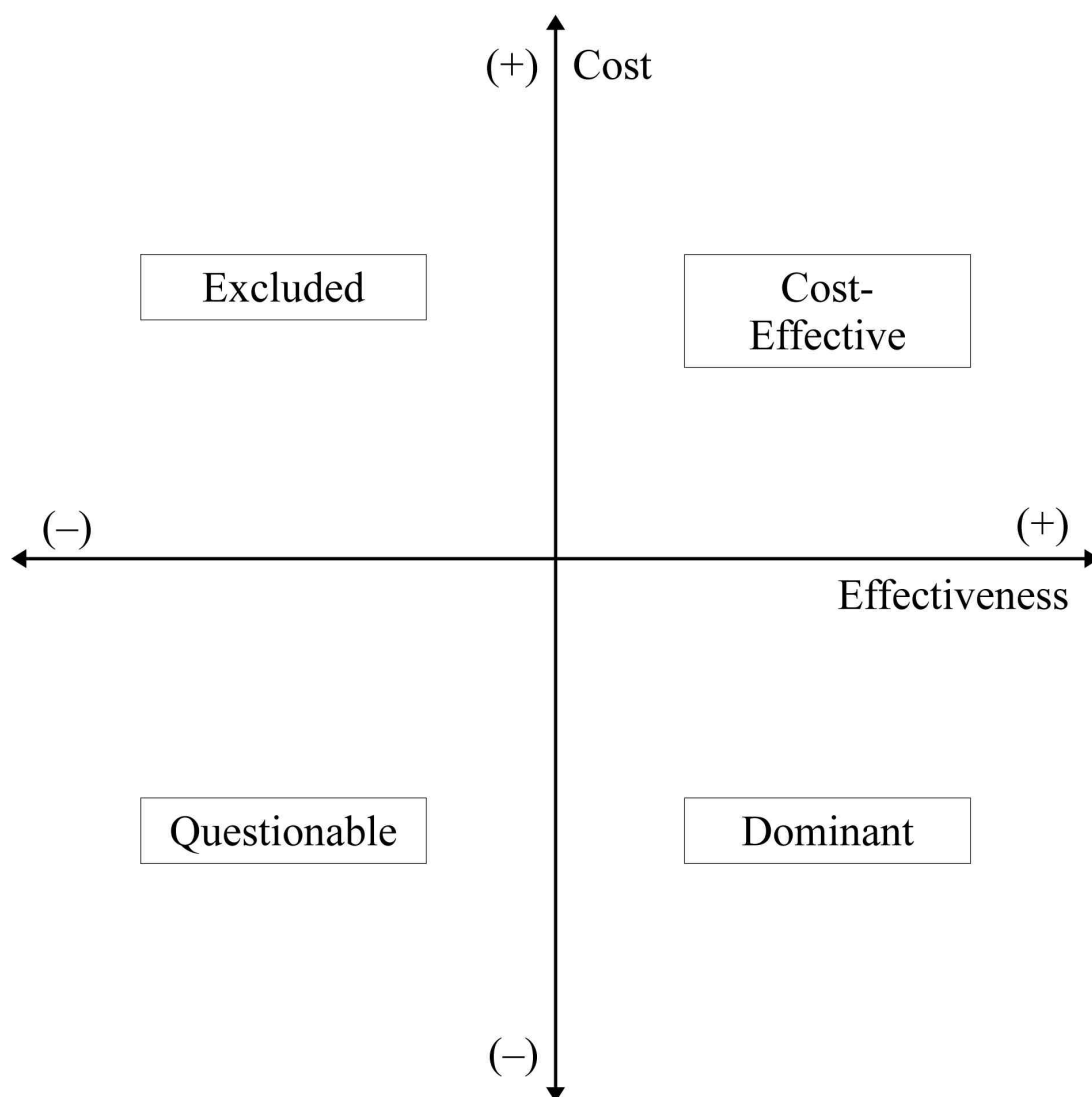 (+) Cost
Excluded
Cost-
Effective
(–)
(+)
Effectiveness
Questionable
Dominant
(–)